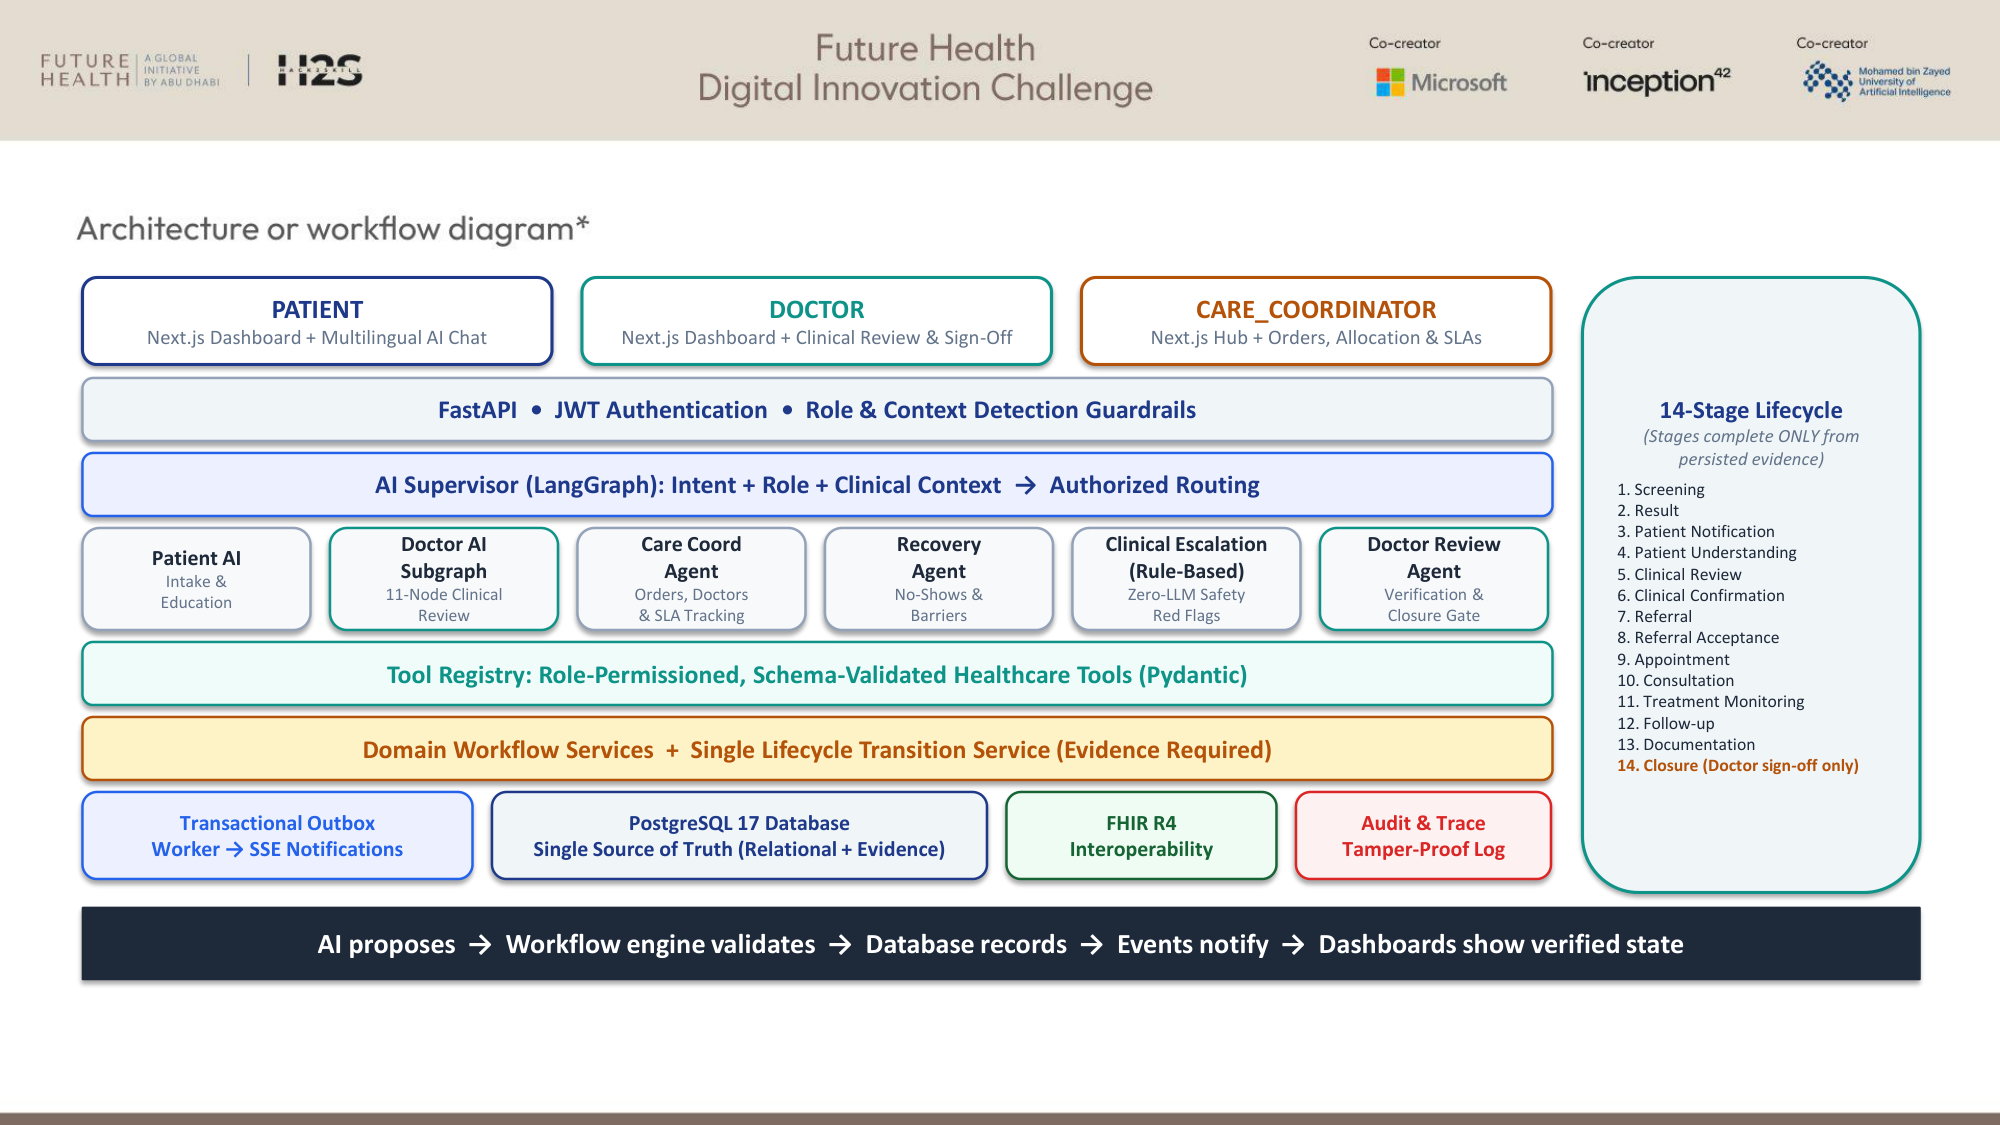 FUTURE
HEALTH
A GLOBAL
INITIATIVE
BY ABU DHABI
H2S
HACK2SKILL
Future Health
Digital Innovation Challenge
Co-creator
Microsoft
Co-creator
inception42
Co-creator
Mohamed bin Zayed
University of
Artificial Intelligence
Architecture or workflow diagram*
PATIENT
Next.js Dashboard + Multilingual AI Chat
DOCTOR
Next.js Dashboard + Clinical Review & Sign-Off
CARE_COORDINATOR
Next.js Hub + Orders, Allocation & SLAs
FastAPI • JWT Authentication • Role & Context Detection Guardrails
AI Supervisor (LangGraph): Intent + Role + Clinical Context → Authorized Routing
Patient AI
Intake &
Education
Doctor AI
Subgraph
11-Node Clinical
Review
Care Coord
Agent
Orders, Doctors
& SLA Tracking
Recovery
Agent
No-Shows &
Barriers
Clinical Escalation
(Rule-Based)
Zero-LLM Safety
Red Flags
Doctor Review
Agent
Verification &
Closure Gate
Tool Registry: Role-Permissioned, Schema-Validated Healthcare Tools (Pydantic)
Domain Workflow Services + Single Lifecycle Transition Service (Evidence Required)
Transactional Outbox
Worker → SSE Notifications
PostgreSQL 17 Database
Single Source of Truth (Relational + Evidence)
FHIR R4
Interoperability
Audit & Trace
Tamper-Proof Log
14-Stage Lifecycle
(Stages complete ONLY from
persisted evidence)
1. Screening
2. Result
3. Patient Notification
4. Patient Understanding
5. Clinical Review
6. Clinical Confirmation
7. Referral
8. Referral Acceptance
9. Appointment
10. Consultation
11. Treatment Monitoring
12. Follow-up
13. Documentation
14. Closure (Doctor sign-off only)
AI proposes → Workflow engine validates → Database records → Events notify → Dashboards show verified state